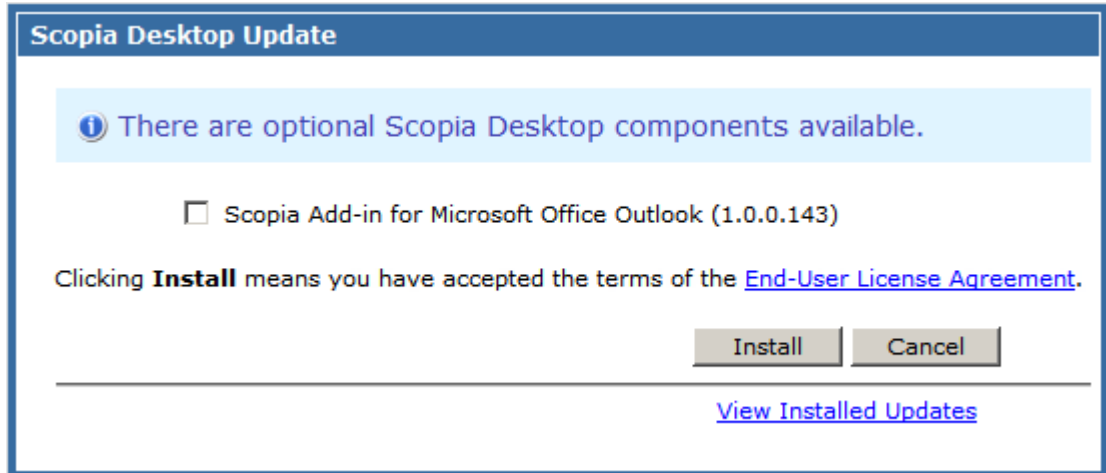 Scopia Desktop Update
There are optional Scopia Desktop components available.
Scopia Add-in for Microsoft Office Outlook (1.0.0.143)
Clicking Install means you have accepted the terms of the End-User License Agreement.
Install Cancel
View Installed Updates